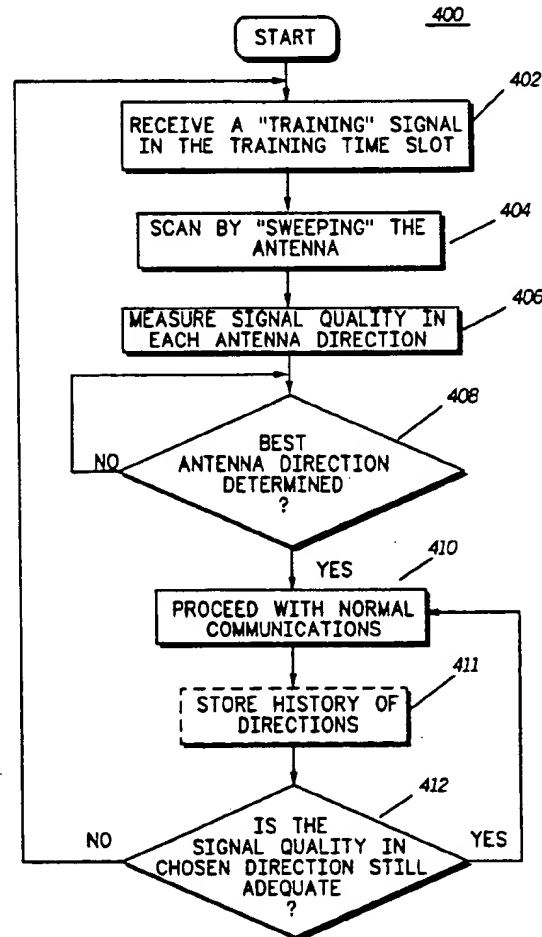 400
START
402
RECEIVE A "TRAINING" SIGNAL
IN THE TRAINING TIME SLOT
404
SCAN BY "SWEEPING" THE
ANTENNA
406
MEASURE SIGNAL QUALITY IN
EACH ANTENNA DIRECTION
408
NO
BEST
ANTENNA DIRECTION
DETERMINED
?
YES
410
PROCEED WITH NORMAL
COMMUNICATIONS
411
STORE HISTORY OF
DIRECTIONS
412
NO
IS THE
SIGNAL QUALITY IN
CHOSEN DIRECTION STILL
ADEQUATE
?
YES